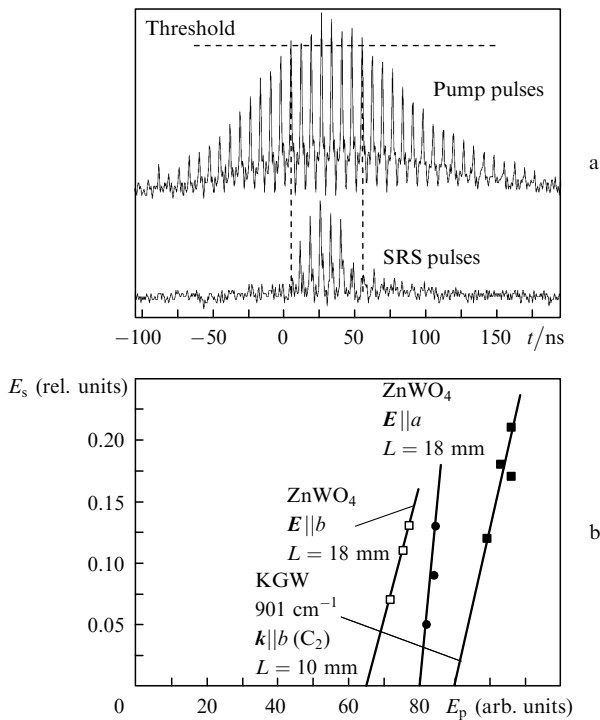 Threshold
Pump pulses
a
SRS pulses
−100 −50 0 50 100 150 t/ns
E_s (rel. units)
0.20
0.15
0.10
0.05
ZnWO₄
E||a
L = 18 mm
ZnWO₄
E||b
L = 18 mm
b
KGW
901 cm⁻¹
k||b (C₂)
L = 10 mm
0 20 40 60 80 E_p (arb. units)